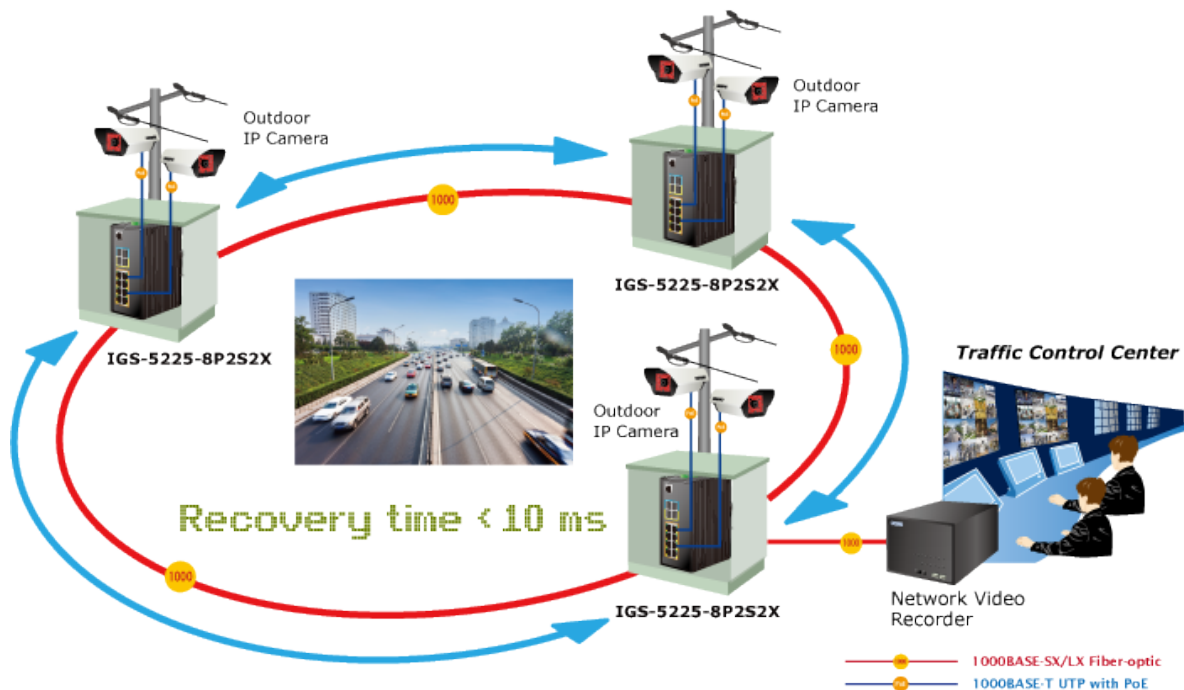 Outdoor
IP Camera
Outdoor
IP Camera
1000
IGS-5225-8P2S2X
IGS-5225-8P2S2X
1000
Traffic Control Center
Outdoor
IP Camera
Recovery time < 10 ms
1000
1000
IGS-5225-8P2S2X
Network Video
Recorder
1000 1000BASE-SX/LX Fiber-optic
PoE 1000BASE-T UTP with PoE